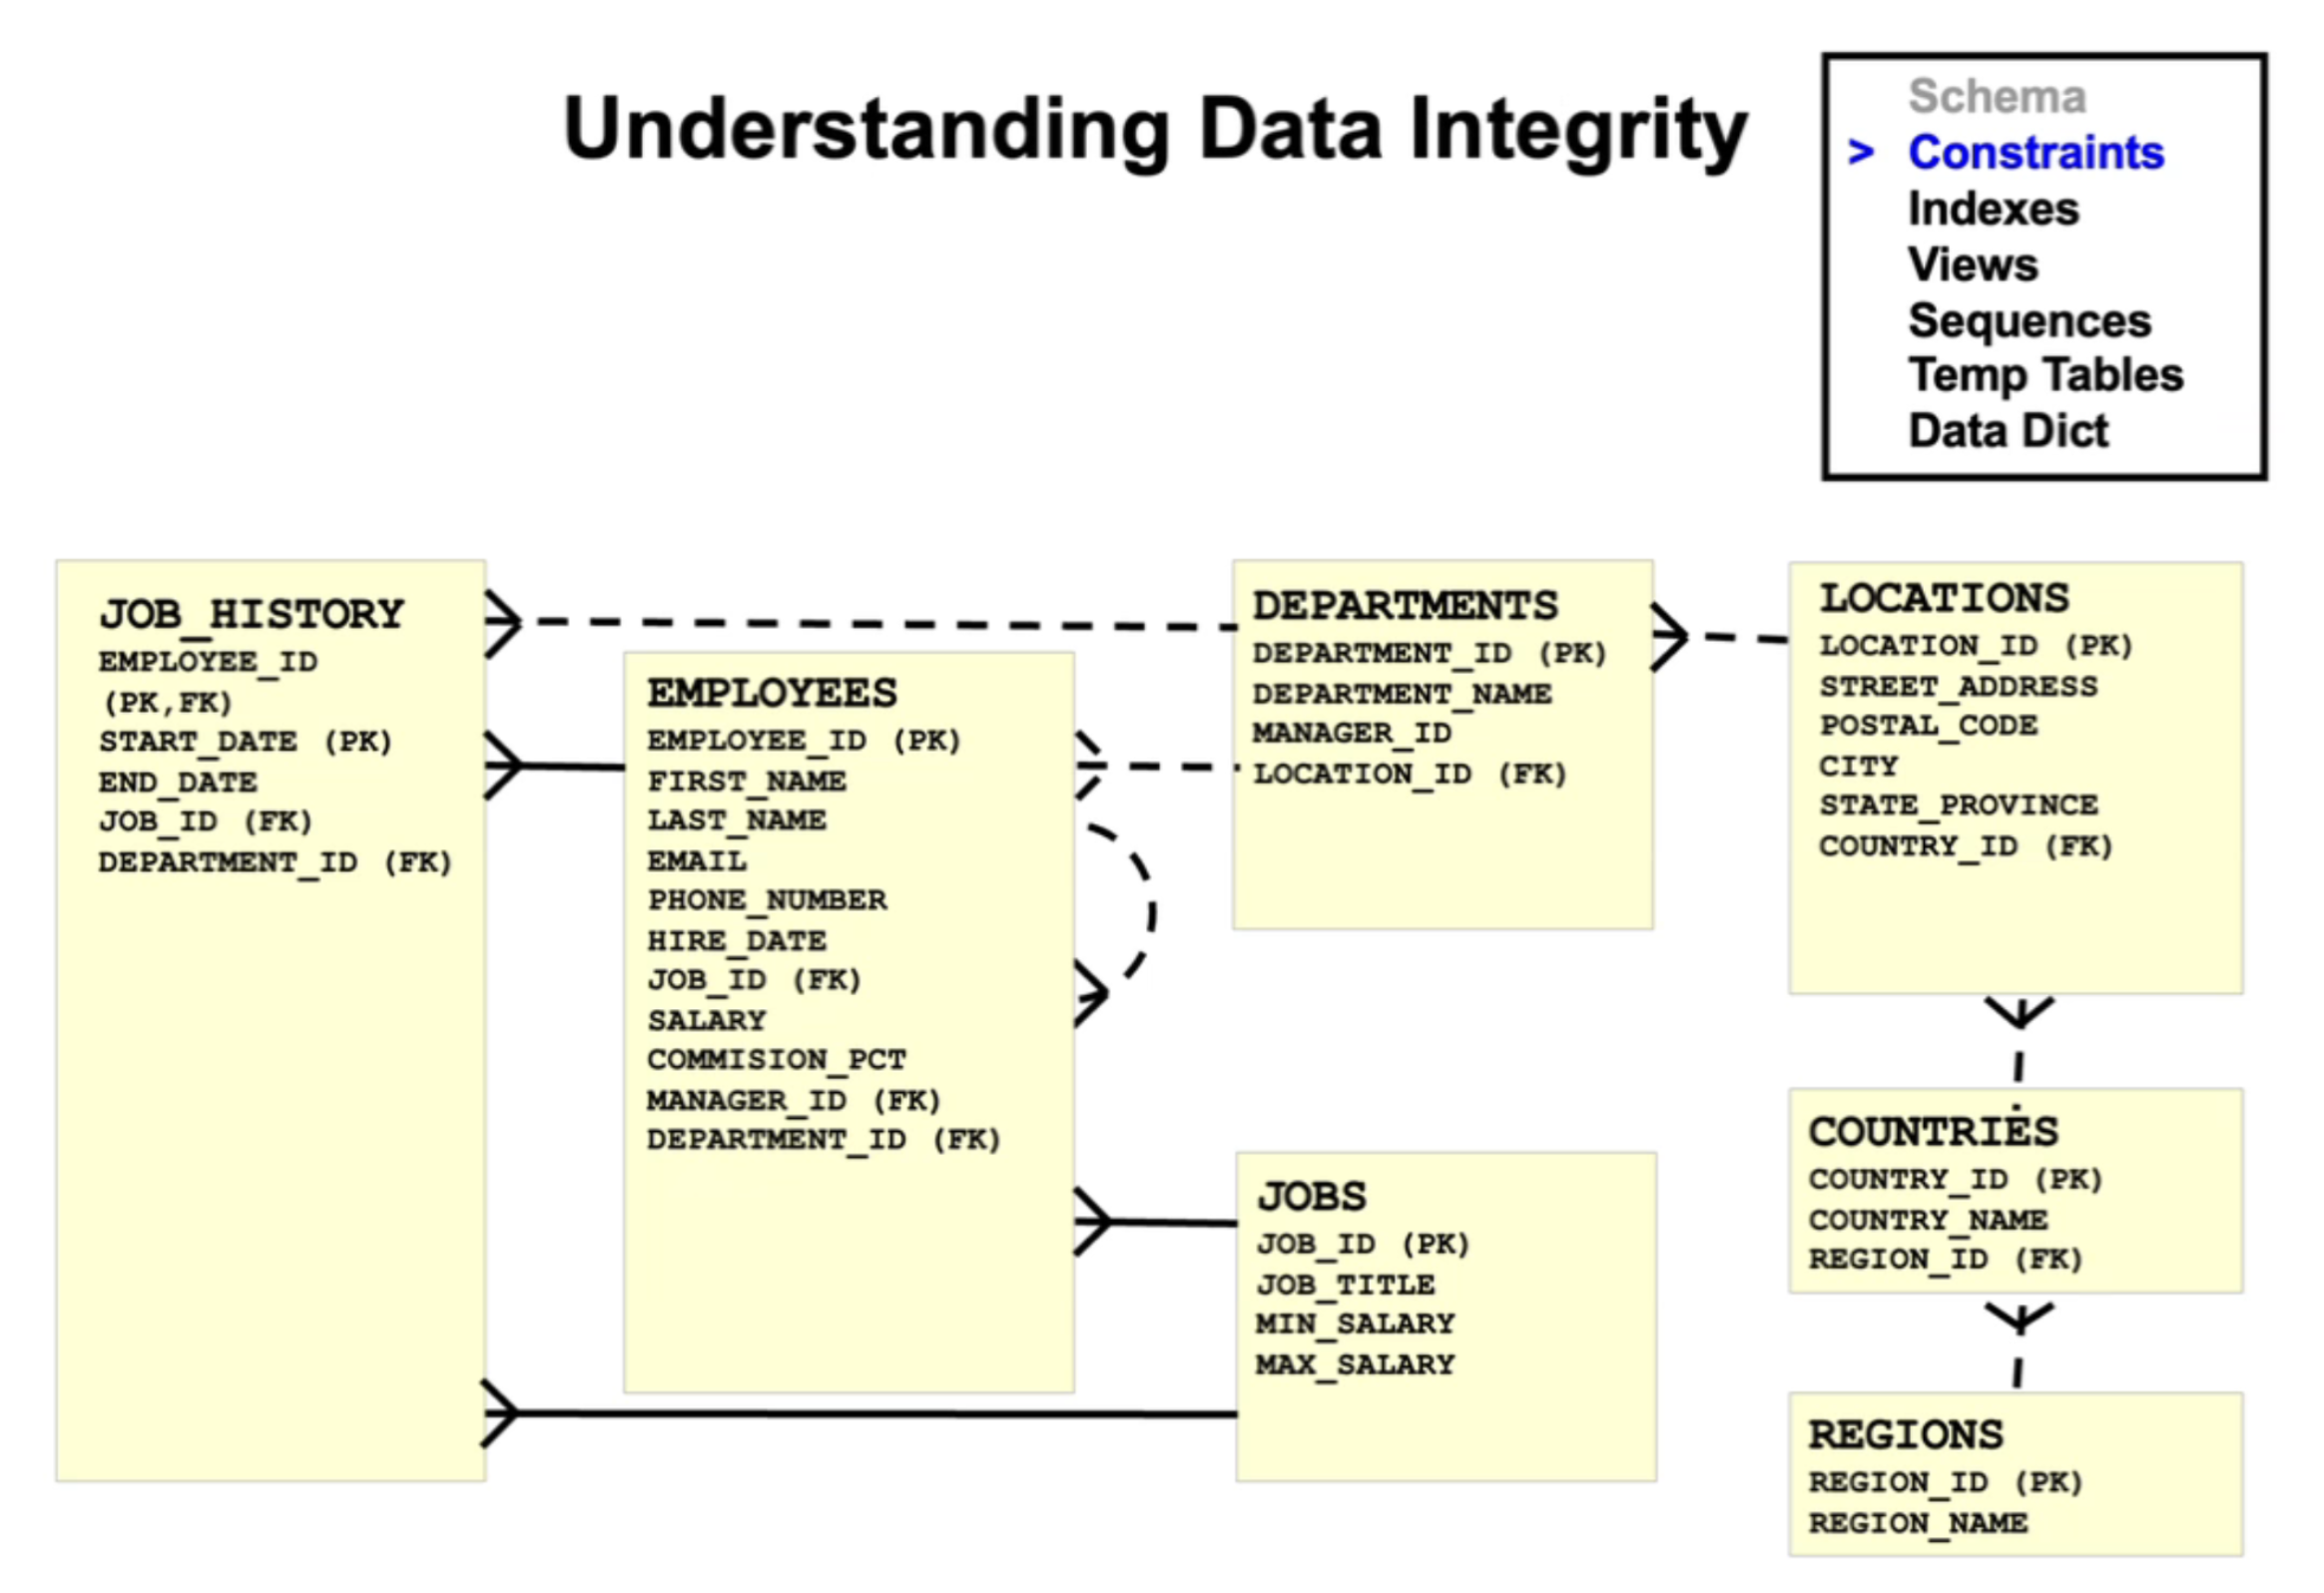 Understanding Data Integrity
Schema
> Constraints
Indexes
Views
Sequences
Temp Tables
Data Dict
JOB_HISTORY
EMPLOYEE_ID
(PK,FK)
START_DATE (PK)
END_DATE
JOB_ID (FK)
DEPARTMENT_ID (FK)
EMPLOYEES
EMPLOYEE_ID (PK)
FIRST_NAME
LAST_NAME
EMAIL
PHONE_NUMBER
HIRE_DATE
JOB_ID (FK)
SALARY
COMMISION_PCT
MANAGER_ID (FK)
DEPARTMENT_ID (FK)
DEPARTMENTS
DEPARTMENT_ID (PK)
DEPARTMENT_NAME
MANAGER_ID
LOCATION_ID (FK)
JOBS
JOB_ID (PK)
JOB_TITLE
MIN_SALARY
MAX_SALARY
LOCATIONS
LOCATION_ID (PK)
STREET_ADDRESS
POSTAL_CODE
CITY
STATE_PROVINCE
COUNTRY_ID (FK)
COUNTRIES
COUNTRY_ID (PK)
COUNTRY_NAME
REGION_ID (FK)
REGIONS
REGION_ID (PK)
REGION_NAME